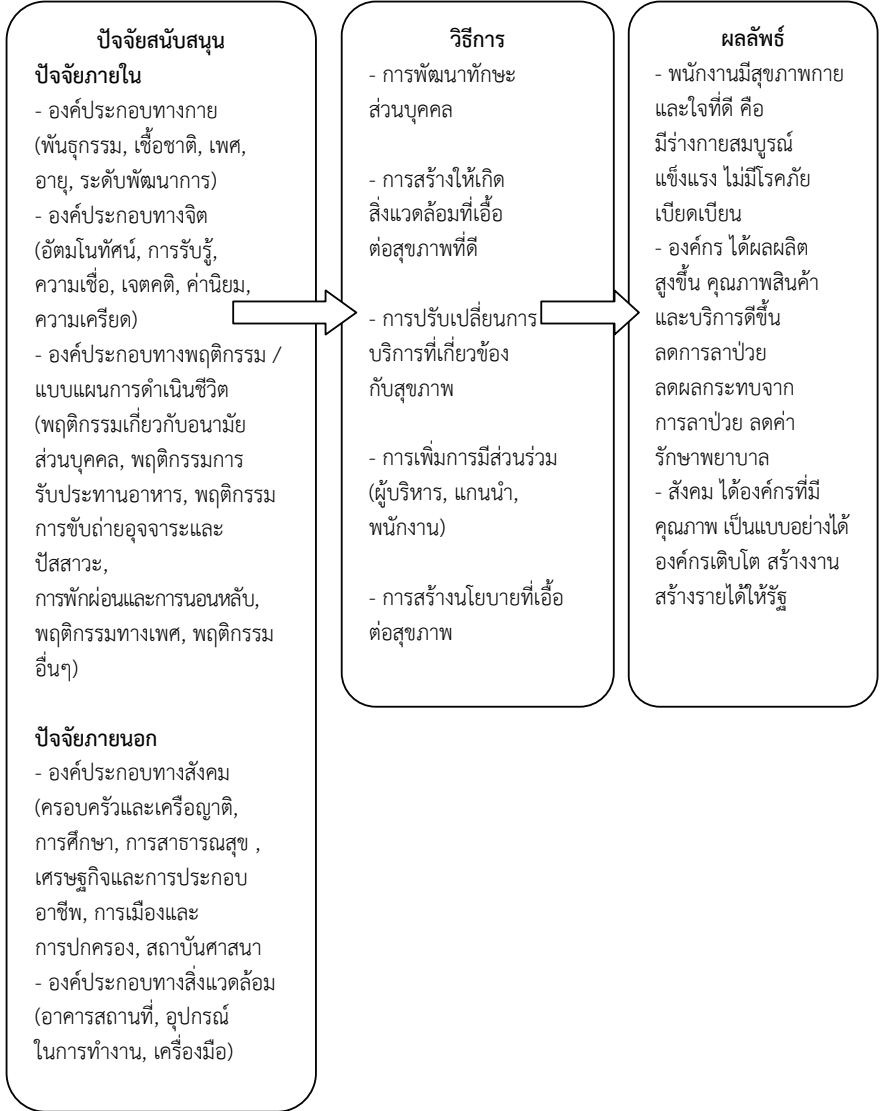 ปัจจัยสนับสนุน
ปัจจัยภายใน
- องค์ประกอบทางกาย
(พันธุกรรม, เชื้อชาติ, เพศ,
อายุ, ระดับพัฒนาการ)
- องค์ประกอบทางจิต
(อัตมโนทัศน์, การรับรู้,
ความเชื่อ, เจตคติ, ค่านิยม,
ความเครียด)
- องค์ประกอบทางพฤติกรรม /
แบบแผนการดำเนินชีวิต
(พฤติกรรมเกี่ยวกับอนามัย
ส่วนบุคคล, พฤติกรรมการ
รับประทานอาหาร, พฤติกรรม
การขับถ่ายอุจจาระและ
ปัสสาวะ,
การพักผ่อนและการนอนหลับ,
พฤติกรรมทางเพศ, พฤติกรรม
อื่นๆ)
ปัจจัยภายนอก
- องค์ประกอบทางสังคม
(ครอบครัวและเครือญาติ,
การศึกษา, การสาธารณสุข ,
เศรษฐกิจและการประกอบ
อาชีพ, การเมืองและ
การปกครอง, สถาบันศาสนา
- องค์ประกอบทางสิ่งแวดล้อม
(อาคารสถานที่, อุปกรณ์
ในการทำงาน, เครื่องมือ)
วิธีการ
- การพัฒนาทักษะ
ส่วนบุคคล
- การสร้างให้เกิด
สิ่งแวดล้อมที่เอื้อ
ต่อสุขภาพที่ดี
- การปรับเปลี่ยนการ
บริการที่เกี่ยวข้อง
กับสุขภาพ
- การเพิ่มการมีส่วนร่วม
(ผู้บริหาร, แกนนำ,
พนักงาน)
- การสร้างนโยบายที่เอื้อ
ต่อสุขภาพ
ผลลัพธ์
- พนักงานมีสุขภาพกาย
และใจที่ดี คือ
มีร่างกายสมบูรณ์
แข็งแรง ไม่มีโรคภัย
เบียดเบียน
- องค์กร ได้ผลผลิต
สูงขึ้น คุณภาพสินค้า
และบริการดีขึ้น
ลดการลาป่วย
ลดผลกระทบจาก
การลาป่วย ลดค่า
รักษาพยาบาล
- สังคม ได้องค์กรที่มี
คุณภาพ เป็นแบบอย่างได้
องค์กรเติบโต สร้างงาน
สร้างรายได้ให้รัฐ